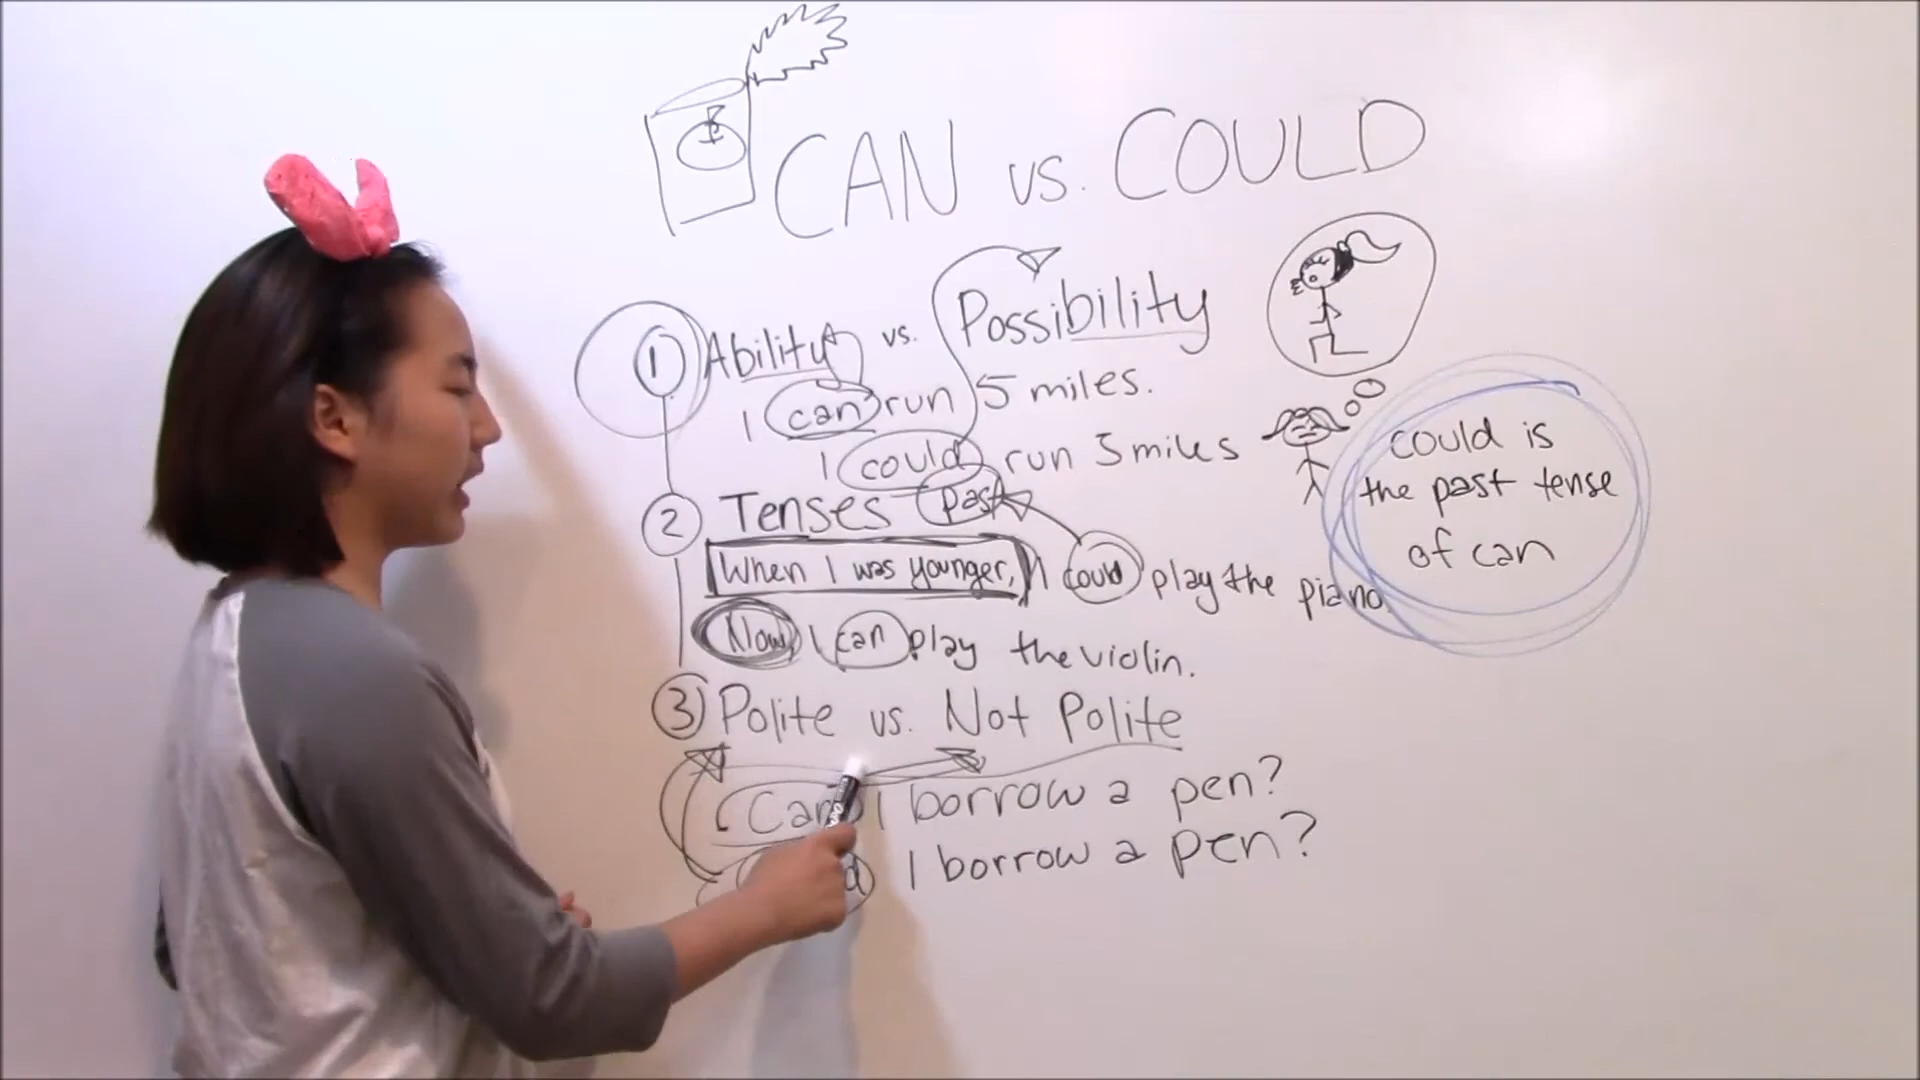 CAN vs. COULD
① Ability vs. Possibility
I can run 5 miles.
I could run 5 miles
② Tenses past
When I was younger, I could play the piano.
Now, I can play the violin.
③ Polite vs. Not Polite
Can I borrow a pen?
I borrow a pen?
could is
the past tense
of can